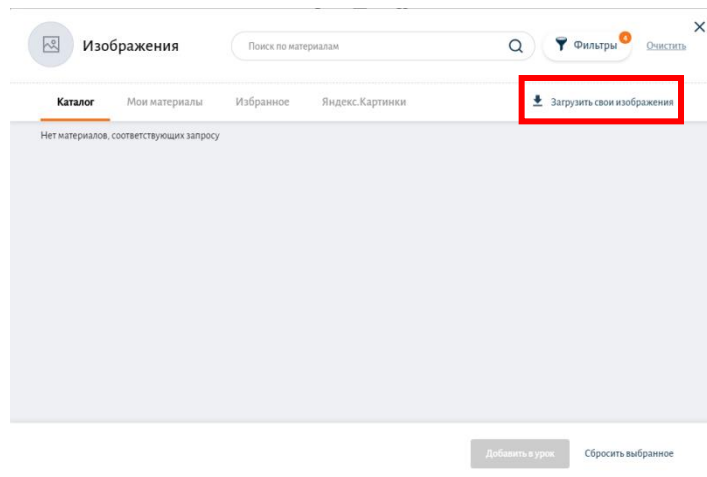 Изображения
Поиск по материалам
Фильтры 4
Очистить
Каталог Мои материалы Избранное Яндекс.Картинки
Загрузить свои изображения
Нет материалов, соответствующих запросу
Добавить в урок
Сбросить выбранное